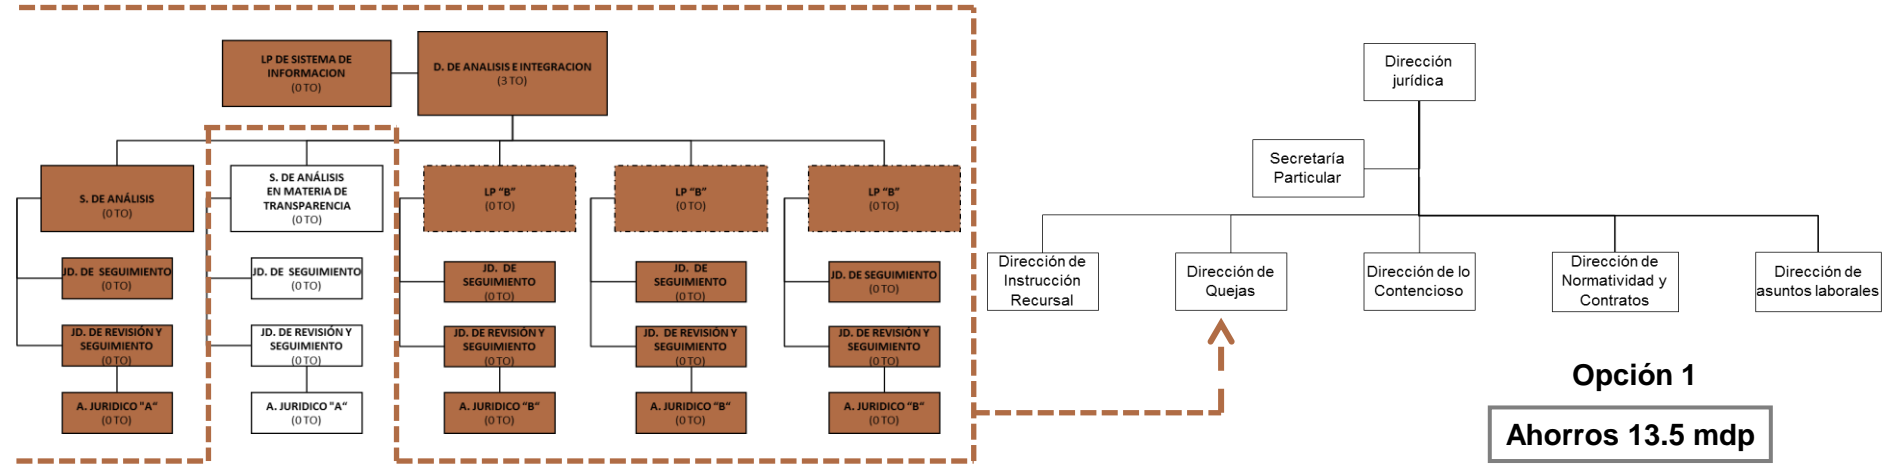 LP DE SISTEMA DE
INFORMACION
(0 TO)
D. DE ANALISIS E INTEGRACION
(3 TO)
S. DE ANÁLISIS
(0 TO)
S. DE ANÁLISIS
EN MATERIA DE
TRANSPARENCIA
(0 TO)
LP “B”
(0 TO)
LP “B”
(0 TO)
LP “B”
(0 TO)
JD. DE SEGUIMIENTO
(0 TO)
JD. DE SEGUIMIENTO
(0 TO)
JD. DE
SEGUIMIENTO
(0 TO)
JD. DE
SEGUIMIENTO
(0 TO)
JD. DE SEGUIMIENTO
(0 TO)
JD. DE REVISIÓN Y
SEGUIMIENTO
(0 TO)
JD. DE REVISIÓN Y
SEGUIMIENTO
(0 TO)
JD. DE REVISIÓN Y
SEGUIMIENTO
(0 TO)
JD. DE REVISIÓN Y
SEGUIMIENTO
(0 TO)
JD. DE REVISIÓN Y
SEGUIMIENTO
(0 TO)
A. JURIDICO "A"
(0 TO)
A. JURIDICO "A"
(0 TO)
A. JURIDICO “B”
(0 TO)
A. JURIDICO “B”
(0 TO)
A. JURIDICO “B”
(0 TO)
Dirección
jurídica
Secretaría
Particular
Dirección de
Instrucción
Recursal
Dirección de
Quejas
Dirección de lo
Contencioso
Dirección de
Normatividad y
Contratos
Dirección de
asuntos laborales
Opción 1
Ahorros 13.5 mdp